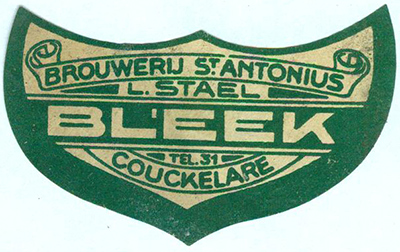 BROUWERIJ ST ANTONIUS
L. STAEL
BLEEK
TEL. 31
COUCKELARE